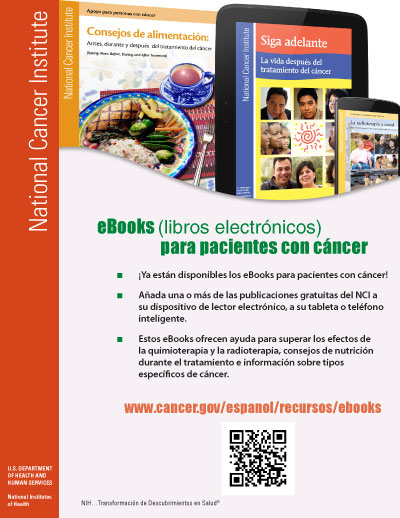 National Cancer Institute
National Cancer Institute
Apoyo para personas con cáncer
Consejos de alimentación:
Antes, durante y después del tratamiento del cáncer
(Eating Hints: Before, During, and After Treatment)
National Cancer Institute
Siga adelante
La vida después del
tratamiento del cáncer
La radioterapia y usted
eBooks (libros electrónicos)
para pacientes con cáncer
¡Ya están disponibles los eBooks para pacientes con cáncer!
Añada una o más de las publicaciones gratuitas del NCI a
su dispositivo de lector electrónico, a su tableta o teléfono
inteligente.
Estos eBooks ofrecen ayuda para superar los efectos de
la quimioterapia y la radioterapia, consejos de nutrición
durante el tratamiento e información sobre tipos
específicos de cáncer.
www.cancer.gov/espanol/recursos/ebooks
U.S. DEPARTMENT
OF HEALTH AND
HUMAN SERVICES
National Institutes
of Health
NIH... Transformación de Descubrimientos en Salud®